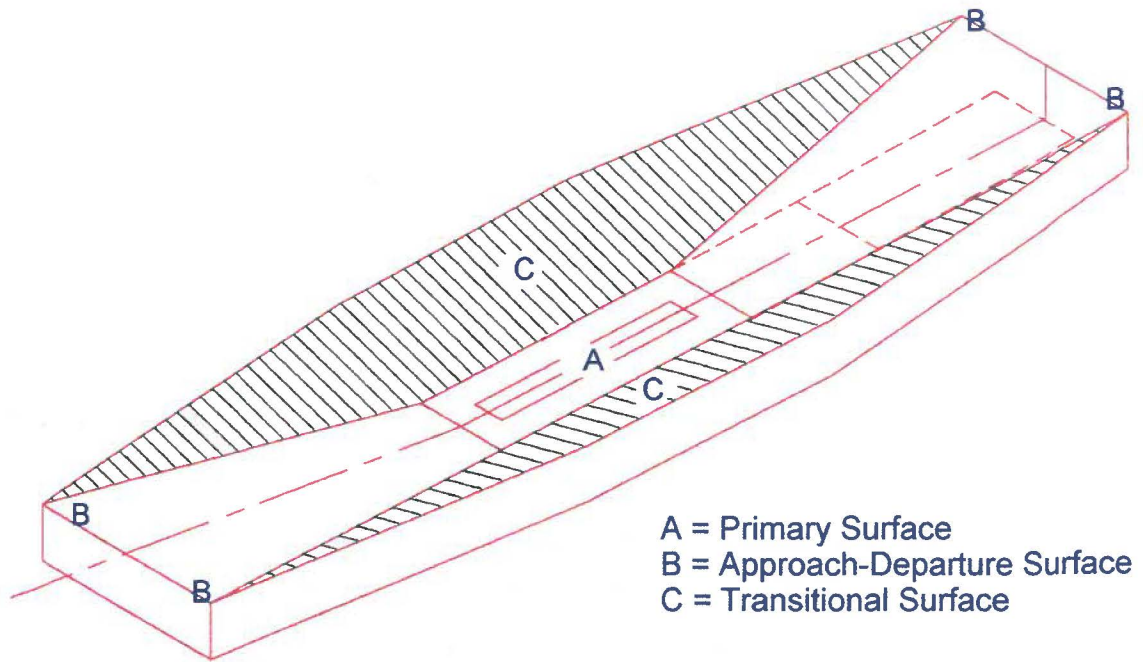 B
B
C
A
C
B
B
A = Primary Surface
B = Approach-Departure Surface
C = Transitional Surface